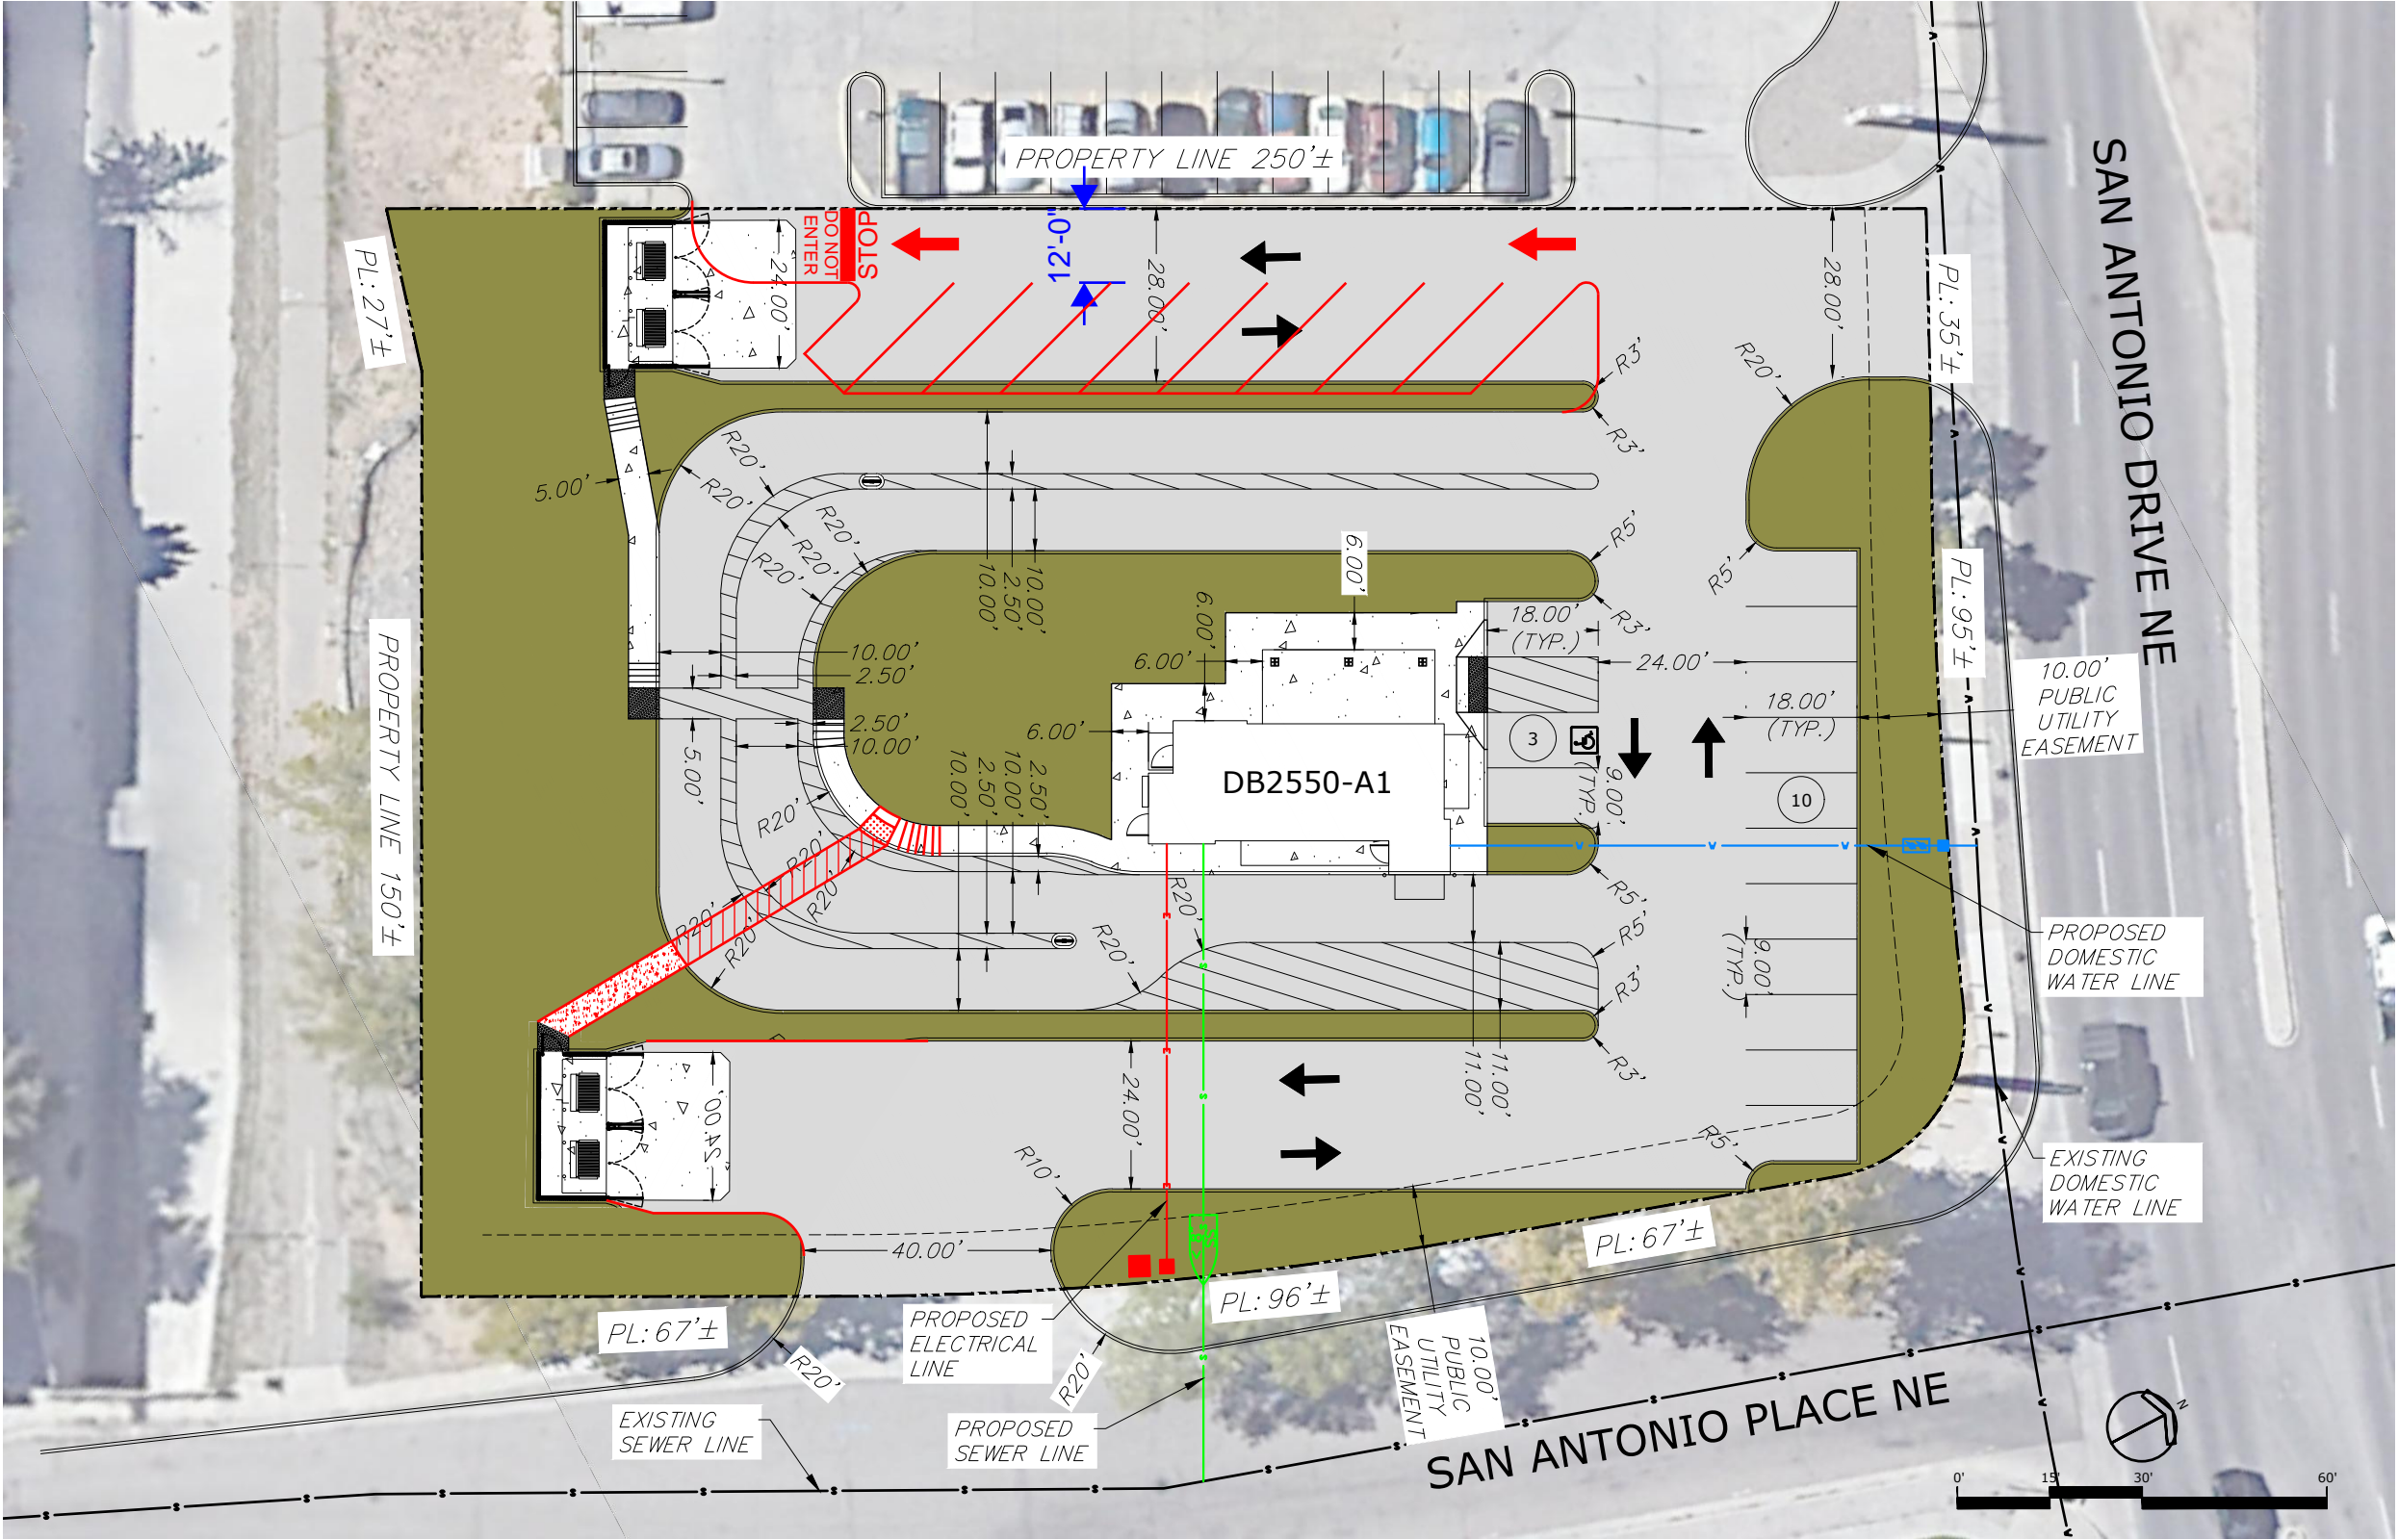 PROPERTY LINE 250'±
SAN ANTONIO DRIVE NE
PL: 27'±
24.00'
STOP
DO NOT
ENTER
12'-0"
28.00'
28.00'
PL: 35'±
R20'
R3'
R3'
5.00'
R20'
R20'
R20'
R20'
R20'
10.00'
2.50'
10.00'
R5'
R3'
R5'
6.00'
6.00'
6.00'
6.00'
18.00'
(TYP.)
24.00'
18.00'
(TYP.)
PL: 95'±
10.00'
PUBLIC
UTILITY
EASEMENT
PROPERTY LINE 150'±
10.00'
2.50'
2.50'
10.00'
5.00'
10.00'
2.50'
10.00'
2.50'
DB2550-A1
3
9.00'
(TYP.)
10
R20'
R20'
R20'
R20'
R20'
R20'
R20'
R5'
R5'
R3'
R3'
9.00'
(TYP.)
11.00'
11.00'
PROPOSED
DOMESTIC
WATER LINE
24.00'
24.00'
R10'
R5'
EXISTING
DOMESTIC
WATER LINE
40.00'
PL: 67'±
PL: 96'±
PL: 67'±
PROPOSED
ELECTRICAL
LINE
R20'
R20'
10.00'
PUBLIC
UTILITY
EASEMENT
EXISTING
SEWER LINE
PROPOSED
SEWER LINE
SAN ANTONIO PLACE NE
N
0'
15'
30'
60'